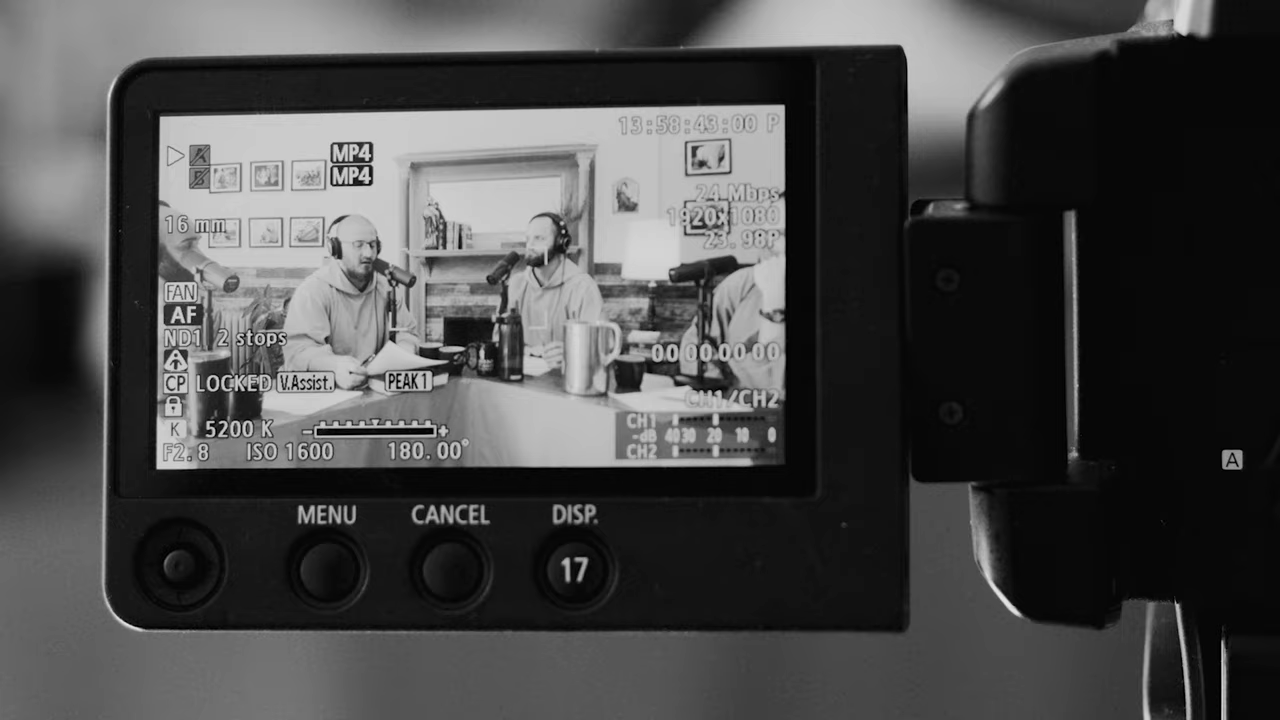 13:58:43:00 P
A
MP4
B
MP4
24 Mbps
16 mm
1920x1080
23.98P
FAN
AF
ND1 2 stops
00 00 00 00
CP LOCKED V.Assist. PEAK1
CH1/CH2
K 5200 K - +
CH1
-dB 40 30 20 10 0
CH2
F2.8 ISO 1600 180.00°
MENU CANCEL DISP.
17
A